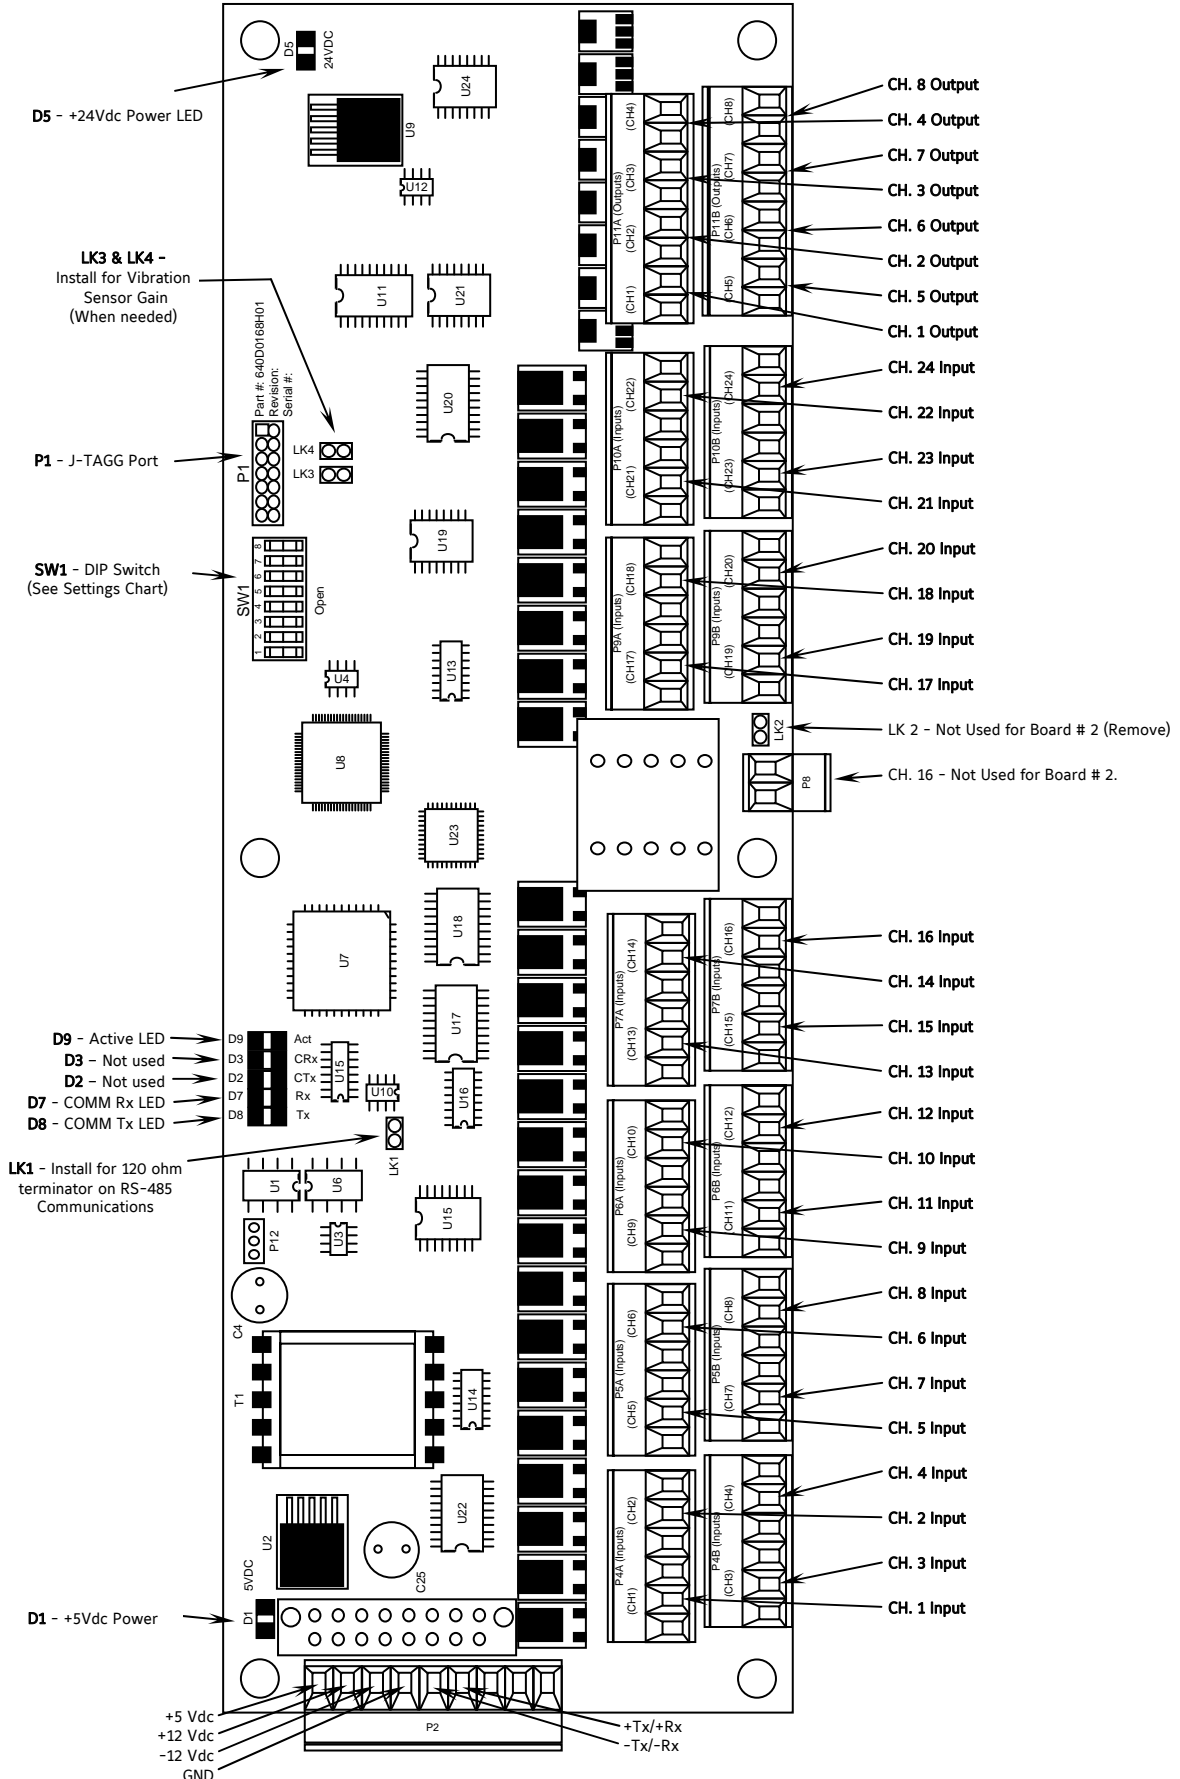 D5
24VDC
U24
D5 - +24Vdc Power LED
U9
U12
(CH4)
(CH3)
P11A (Outputs)
(CH2)
(CH1)
(CH8)
(CH7)
P11B (Outputs)
(CH6)
(CH5)
CH. 8 Output
CH. 4 Output
CH. 7 Output
CH. 3 Output
CH. 6 Output
CH. 2 Output
CH. 5 Output
CH. 1 Output
LK3 & LK4 -
Install for Vibration
Sensor Gain
(When needed)
U11
U21
Part #: 640D0168H01
Revision:
Serial #:
U20
P1 - J-TAGG Port
P1
LK4
LK3
(CH22)
P10A (Inputs)
(CH21)
(CH24)
P10B (Inputs)
(CH23)
CH. 24 Input
CH. 22 Input
CH. 23 Input
CH. 21 Input
SW1 - DIP Switch
(See Settings Chart)
SW1
8
7
6
5
4
3
2
1
Open
U19
U13
U4
(CH18)
P9A (Inputs)
(CH17)
(CH20)
P9B (Inputs)
(CH19)
CH. 20 Input
CH. 18 Input
CH. 19 Input
CH. 17 Input
U8
U23
LK2
LK 2 - Not Used for Board # 2 (Remove)
P8
CH. 16 - Not Used for Board # 2.
U18
U7
U17
(CH14)
P7A (Inputs)
(CH13)
(CH16)
P7B (Inputs)
(CH15)
CH. 16 Input
CH. 14 Input
CH. 15 Input
CH. 13 Input
D9 - Active LED
D3 - Not used
D2 - Not used
D7 - COMM Rx LED
D8 - COMM Tx LED
D9
Act
D3
CRx
D2
CTx
D7
Rx
D8
Tx
U15
U10
U16
LK1
LK1 - Install for 120 ohm
terminator on RS-485
Communications
U1
U6
U15
P12
U3
(CH10)
P6A (Inputs)
(CH9)
(CH12)
P6B (Inputs)
(CH11)
CH. 12 Input
CH. 10 Input
CH. 11 Input
CH. 9 Input
C4
T1
U14
(CH6)
P5A (Inputs)
(CH5)
(CH8)
P5B (Inputs)
(CH7)
CH. 8 Input
CH. 6 Input
CH. 7 Input
CH. 5 Input
U2
U22
C25
5VDC
D1
D1 - +5Vdc Power
(CH2)
P4A (Inputs)
(CH1)
(CH4)
P4B (Inputs)
(CH3)
CH. 4 Input
CH. 2 Input
CH. 3 Input
CH. 1 Input
+5 Vdc
+12 Vdc
-12 Vdc
GND
P2
+Tx/+Rx
-Tx/-Rx